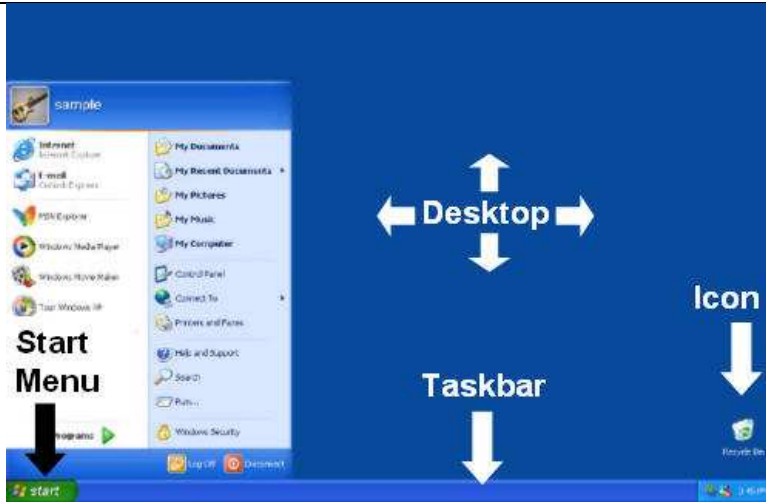 sample
Internet
Internet Explorer
E-mail
Outlook Express
MSN Explorer
Windows Media Player
Windows Movie Maker
Tour Windows XP
Start
Menu
Programs
My Documents
My Recent Documents
My Pictures
My Music
My Computer
Control Panel
Connect To
Printers and Faxes
Help and Support
Search
Run...
Windows Security
Log Off
Disconnect
Desktop
Icon
Taskbar
Recycle Bin
start